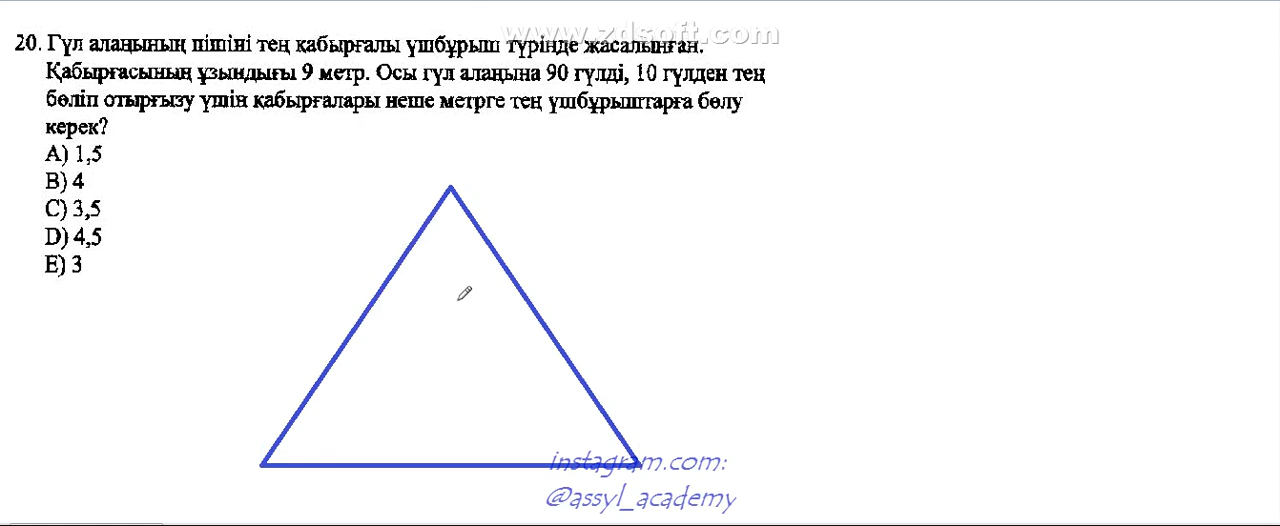 www.zdsoft.com
20. Гүл алаңының пішіні тең қабырғалы үшбұрыш түрінде жасалынған.
Қабырғасының ұзындығы 9 метр. Осы гүл алаңына 90 гүлді, 10 гүлден тең
бөліп отырғызу үшін қабырғалары неше метрге тең үшбұрыштарға бөлу
керек?
A) 1,5
B) 4
C) 3,5
D) 4,5
E) 3
instagram.com:
@assyl_academy